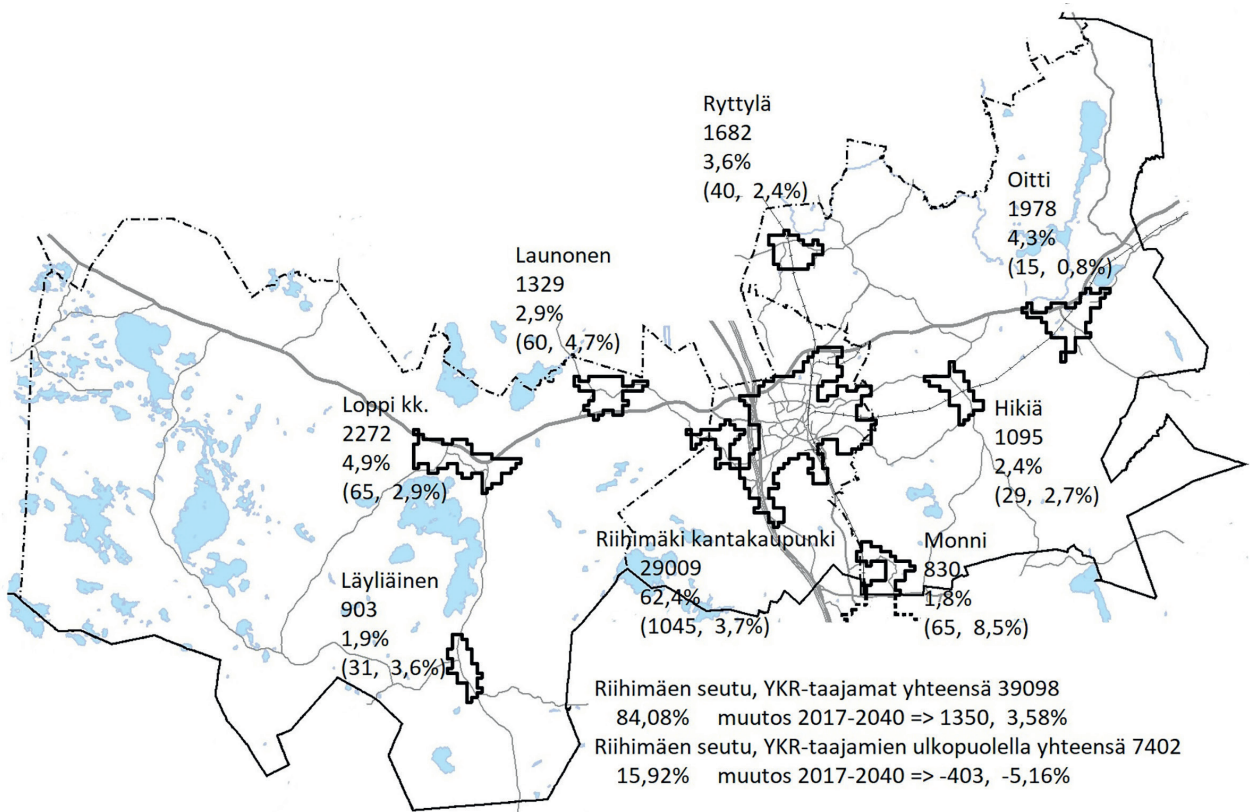 Ryttylä
1682
3,6%
(40, 2,4%)
Oitti
1978
4,3%
(15, 0,8%)
Launonen
1329
2,9%
(60, 4,7%)
Loppi kk.
2272
4,9%
(65, 2,9%)
Hikiä
1095
2,4%
(29, 2,7%)
Riihimäki kantakaupunki
29009
62,4%
(1045, 3,7%)
Monni
830
1,8%
(65, 8,5%)
Läyliäinen
903
1,9%
(31, 3,6%)
Riihimäen seutu, YKR-taajamat yhteensä 39098
84,08% muutos 2017-2040 => 1350, 3,58%
Riihimäen seutu, YKR-taajamien ulkopuolella yhteensä 7402
15,92% muutos 2017-2040 => -403, -5,16%